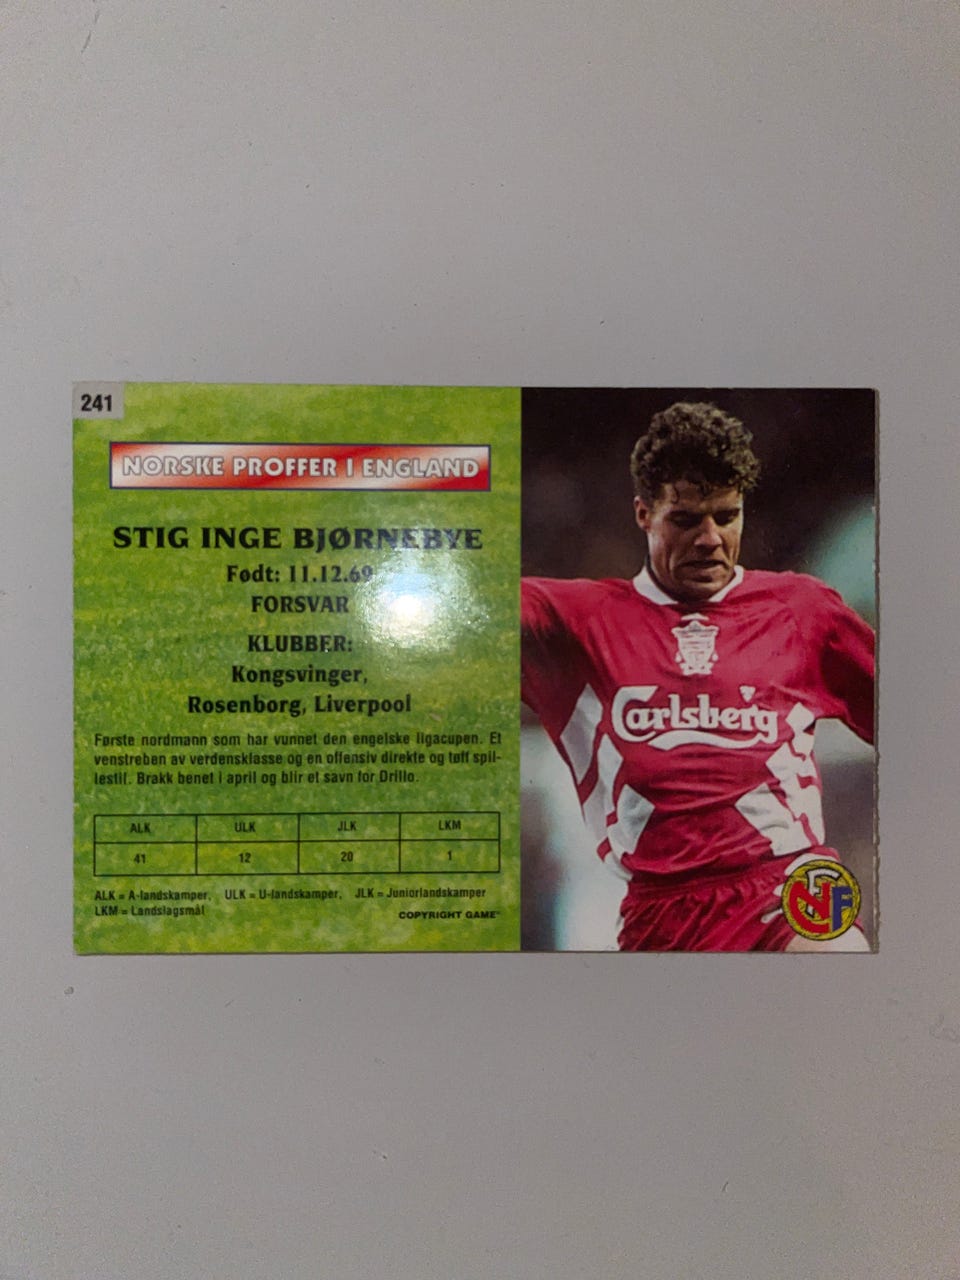 241
NORSKE PROFFER I ENGLAND
STIG INGE BJØRNEBYE
Født: 11.12.69
FORSVAR
KLUBBER:
Kongsvinger,
Rosenborg, Liverpool
Første nordmann som har vunnet den engelske ligacupen. Et
venstreben av verdensklasse og en offensiv direkte og tøff spil-
lestil. Brakk benet i april og blir et savn for Drillo.
ALK ULK JLK LKM
41 12 20 1
ALK = A-landskamper, ULK = U-landskamper, JLK = Juniorlandskamper
LKM = Landslagsmål
COPYRIGHT GAME
Carlsberg
NFF